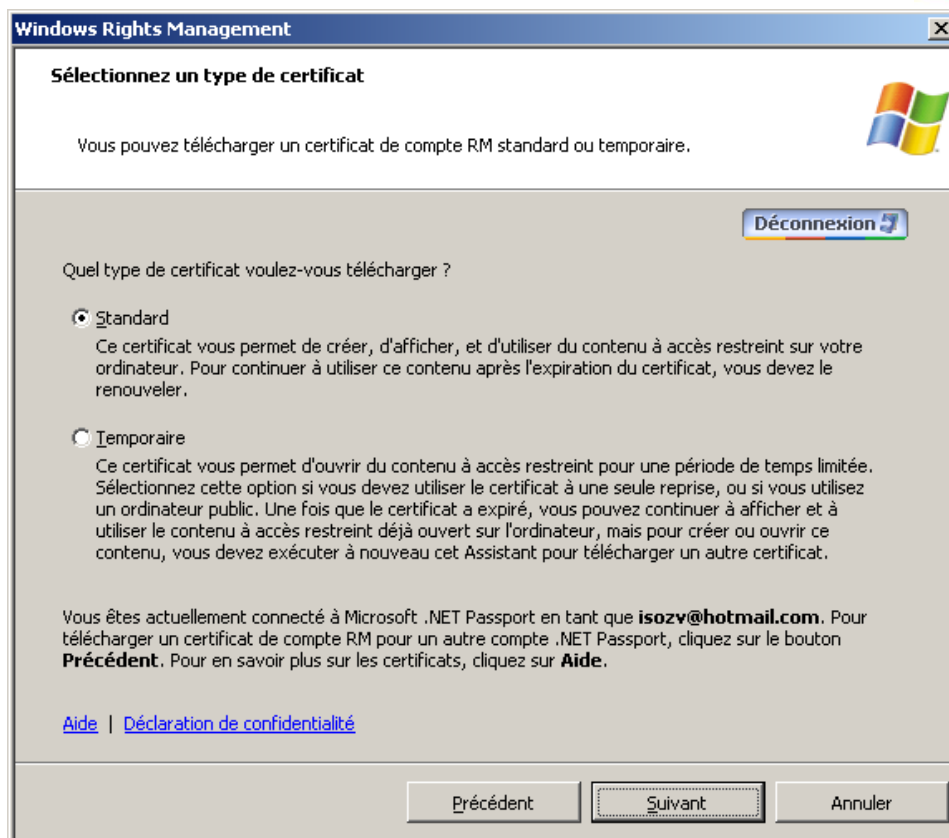 Windows Rights Management
Sélectionnez un type de certificat
Vous pouvez télécharger un certificat de compte RM standard ou temporaire.
Déconnexion
Quel type de certificat voulez-vous télécharger ?
Standard
Ce certificat vous permet de créer, d'afficher, et d'utiliser du contenu à accès restreint sur votre
ordinateur. Pour continuer à utiliser ce contenu après l'expiration du certificat, vous devez le
renouveler.
Temporaire
Ce certificat vous permet d'ouvrir du contenu à accès restreint pour une période de temps limitée.
Sélectionnez cette option si vous devez utiliser le certificat à une seule reprise, ou si vous utilisez
un ordinateur public. Une fois que le certificat a expiré, vous pouvez continuer à afficher et à
utiliser le contenu à accès restreint déjà ouvert sur l'ordinateur, mais pour créer ou ouvrir ce
contenu, vous devez exécuter à nouveau cet Assistant pour télécharger un autre certificat.
Vous êtes actuellement connecté à Microsoft .NET Passport en tant que isozv@hotmail.com. Pour
télécharger un certificat de compte RM pour un autre compte .NET Passport, cliquez sur le bouton
Précédent. Pour en savoir plus sur les certificats, cliquez sur Aide.
Aide | Déclaration de confidentialité
Précédent Suivant Annuler